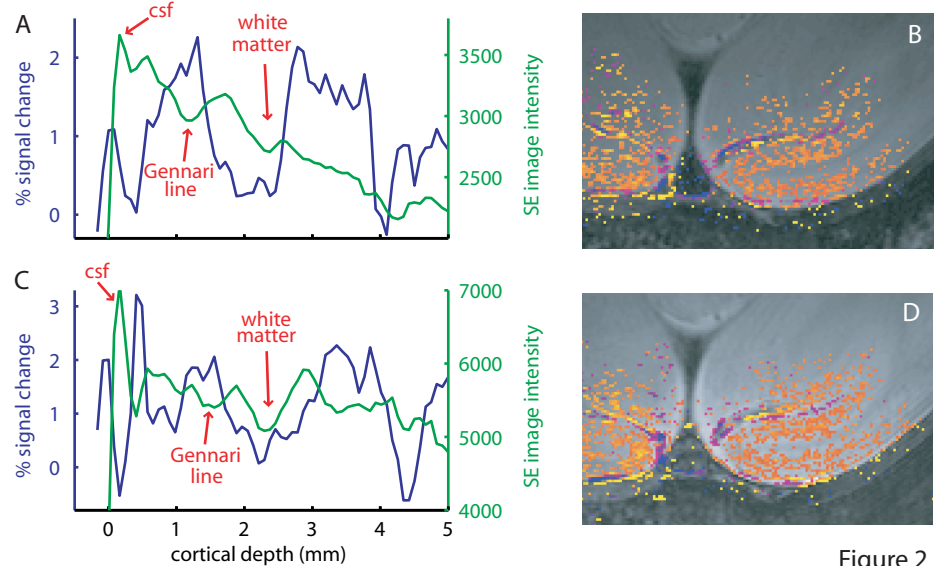 A
csf
white
matter
Gennari
line
% signal change
2
1
0
3500
3000
2500
SE image intensity
B
C
csf
white
matter
Gennari
line
% signal change
3
2
1
0
7000
6000
5000
4000
SE image intensity
0 1 2 3 4 5
cortical depth (mm)
D
Figure 2